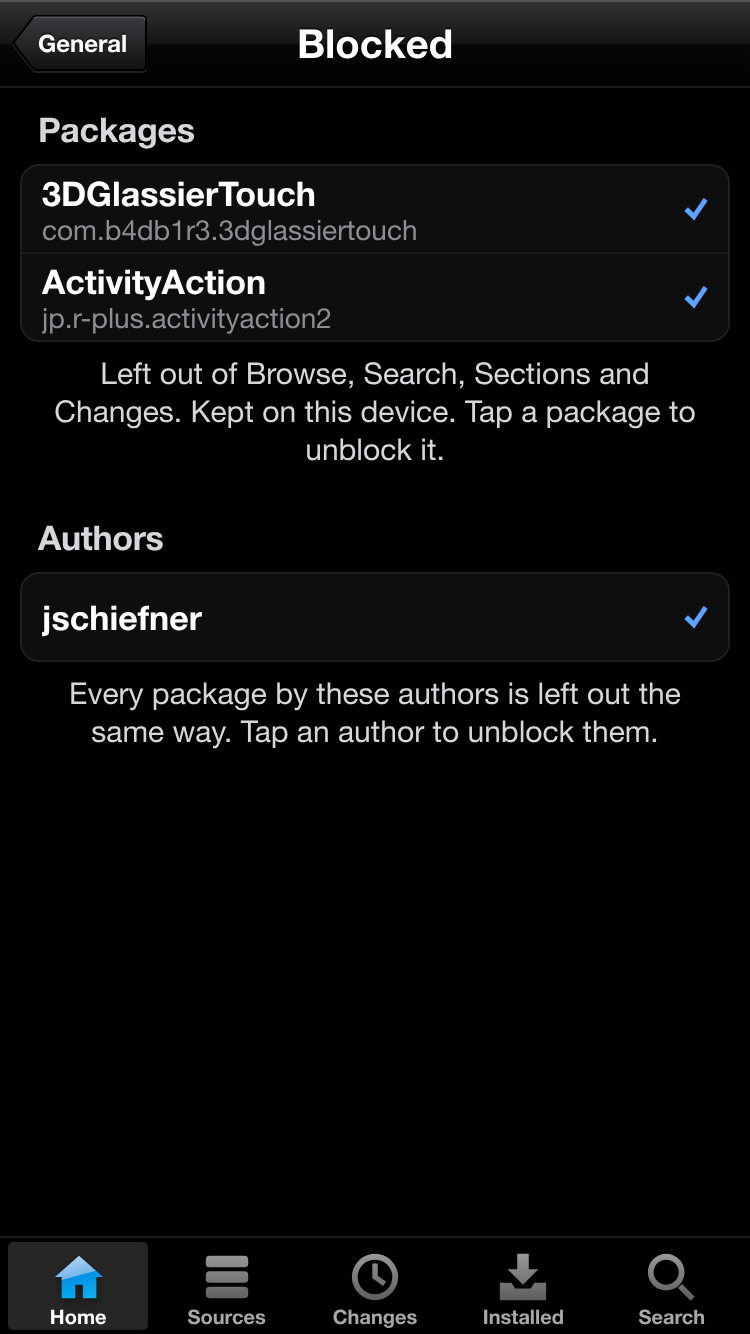 General
Blocked
Packages
3DGlassierTouch
com.b4db1r3.3dglassiertouch
ActivityAction
jp.r-plus.activityaction2
Left out of Browse, Search, Sections and
Changes. Kept on this device. Tap a package to
unblock it.
Authors
jschiefner
Every package by these authors is left out the
same way. Tap an author to unblock them.
Home
Sources
Changes
Installed
Search